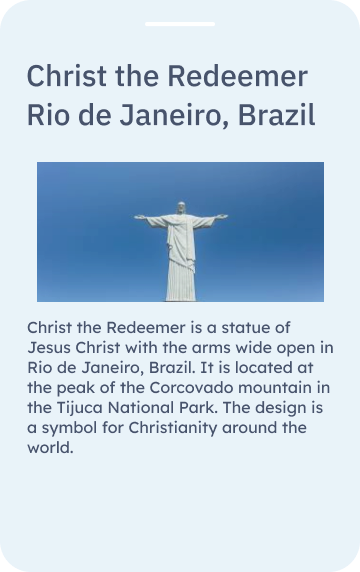 Christ the Redeemer
Rio de Janeiro, Brazil
Christ the Redeemer is a statue of
Jesus Christ with the arms wide open in
Rio de Janeiro, Brazil. It is located at
the peak of the Corcovado mountain in
the Tijuca National Park. The design is
a symbol for Christianity around the
world.